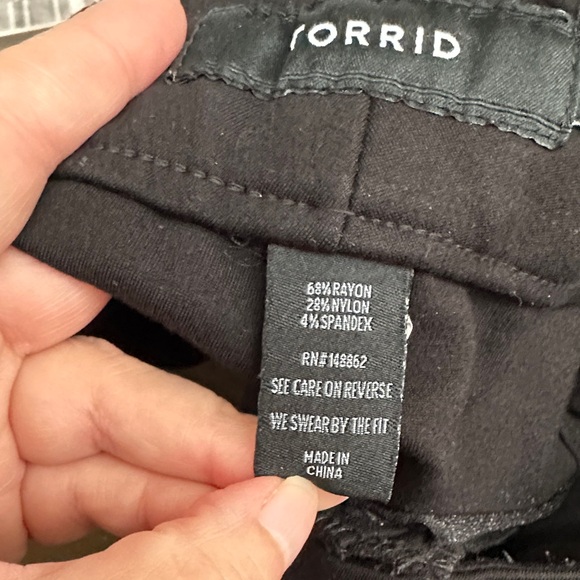 TORRID
68% RAYON
28% NYLON
4% SPANDEX
RN# 148862
SEE CARE ON REVERSE
WE SWEAR BY THE FIT
MADE IN
CHINA